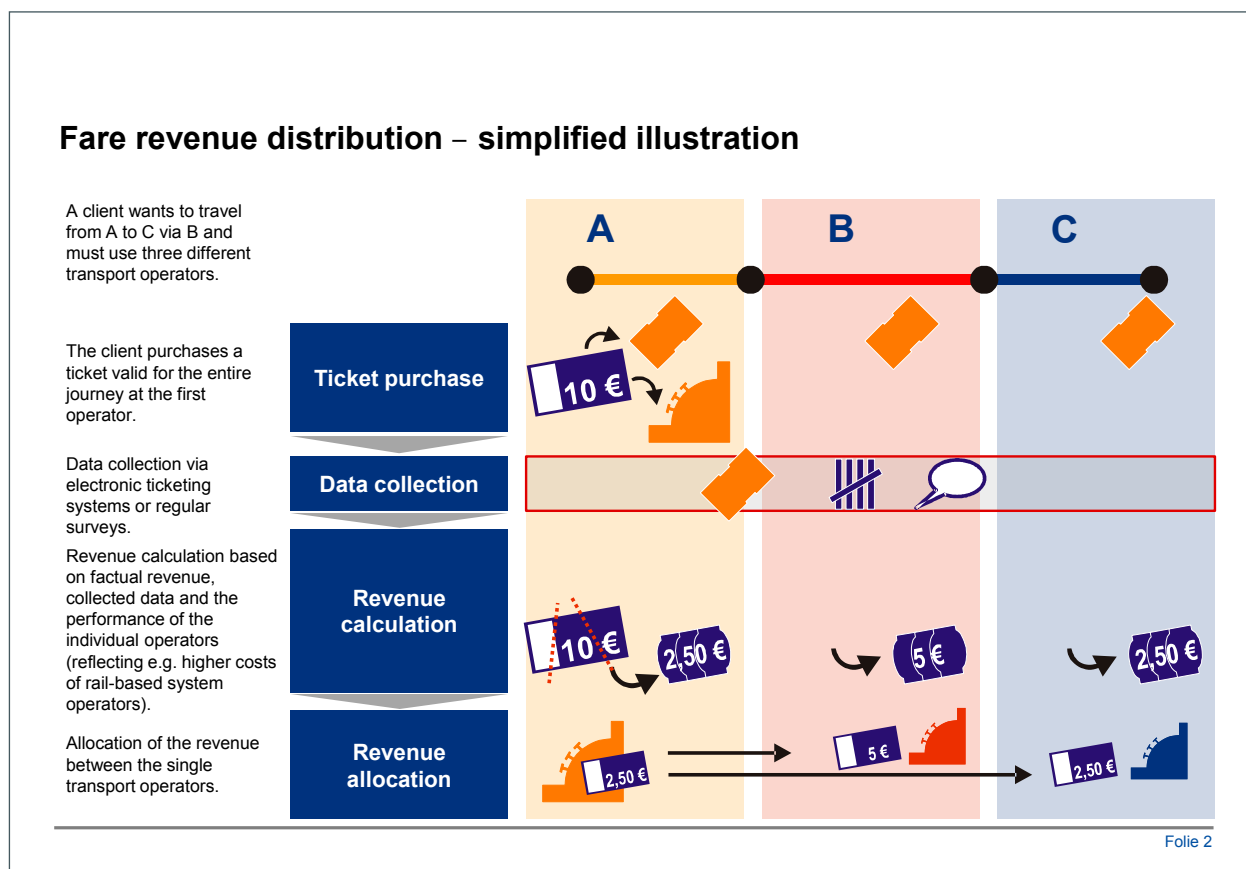 Fare revenue distribution – simplified illustration
A client wants to travel
from A to C via B and
must use three different
transport operators.
A
B
C
The client purchases a
ticket valid for the entire
journey at the first
operator.
Ticket purchase
10 €
Data collection via
electronic ticketing
systems or regular
surveys.
Data collection
Revenue calculation based
on factual revenue,
collected data and the
performance of the
individual operators
(reflecting e.g. higher costs
of rail-based system
operators).
Revenue
calculation
10 €
2,50 €
5 €
2,50 €
Allocation of the revenue
between the single
transport operators.
Revenue
allocation
2,50 €
5 €
2,50 €
Folie 2